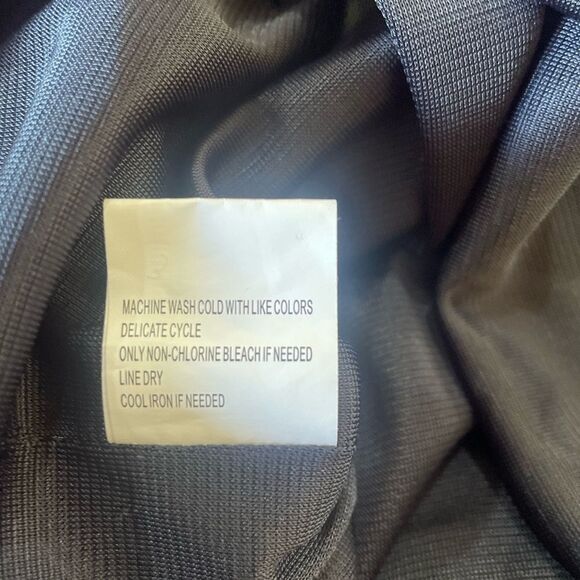 MACHINE WASH COLD WITH LIKE COLORS
DELICATE CYCLE
ONLY NON-CHLORINE BLEACH IF NEEDED
LINE DRY
COOL IRON IF NEEDED